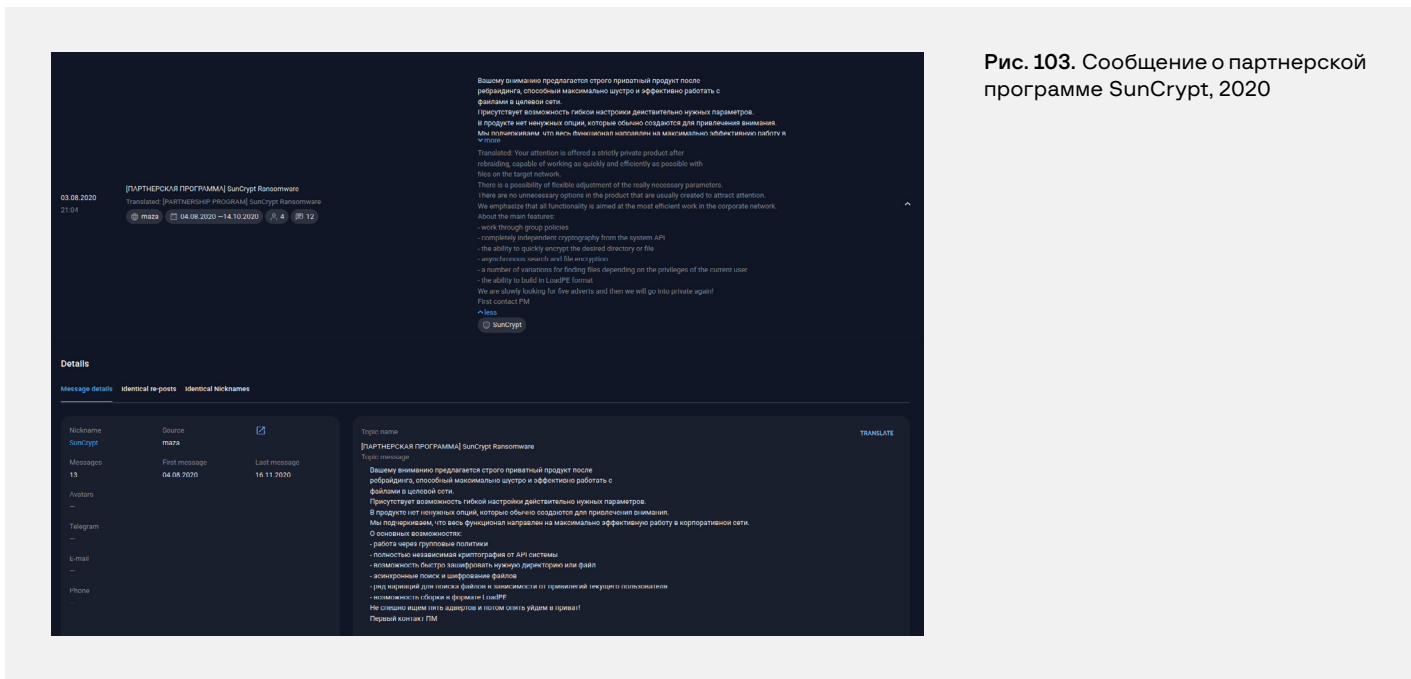 Рис. 103. Сообщение о партнерской
программе SunCrypt, 2020
Вашему вниманию предлагается строго приватный продукт после
ребрайдинга, способный максимально шустро и эффективно работать с
файлами в целевой сети.
Присутствует возможность гибкой настройки действительно нужных параметров.
В продукте нет ненужных опций, которые обычно создаются для привлечения внимания.
Мы подчеркиваем, что весь функционал направлен на максимально эффективную работу в
more
Translated: Your attention is offered a strictly private product after
rebraiding, capable of working as quickly and efficiently as possible with
files on the target network.
There is a possibility of flexible adjustment of the really necessary parameters.
There are no unnecessary options in the product that are usually created to attract attention.
We emphasize that all functionality is aimed at the most efficient work in the corporate network.
About the main features:
- work through group policies
- completely independent cryptography from the system API
- the ability to quickly encrypt the desired directory or file
- asynchronous search and file encryption
- a number of variations for finding files depending on the privileges of the current user
- the ability to build in LoadPE format
We are slowly looking for five adverts and then we will go into private again!
First contact PM
less
SunCrypt
03.08.2020
21:04
[ПАРТНЕРСКАЯ ПРОГРАММА] SunCrypt Ransomware
Translated: [PARTNERSHIP PROGRAM] SunCrypt Ransomware
maza 04.08.2020 —14.10.2020 4 12
Details
Message details Identical re-posts Identical Nicknames
Nickname Source
SunCrypt maza
Messages First message Last message
13 04.08.2020 16.11.2020
Avatars
—
Telegram
—
E-mail
—
Phone
—
Topic name TRANSLATE
[ПАРТНЕРСКАЯ ПРОГРАММА] SunCrypt Ransomware
Topic message
Вашему вниманию предлагается строго приватный продукт после
ребрайдинга, способный максимально шустро и эффективно работать с
файлами в целевой сети.
Присутствует возможность гибкой настройки действительно нужных параметров.
В продукте нет ненужных опций, которые обычно создаются для привлечения внимания.
Мы подчеркиваем, что весь функционал направлен на максимально эффективную работу в корпоративной сети.
О основных возможностях:
- работа через групповые политики
- полностью независимая криптография от API системы
- возможность быстро зашифровать нужную директорию или файл
- асинхронные поиск и шифрование файлов
- ряд вариаций для поиска файлов в зависимости от привилегий текущего пользователя
- возможность сборки в формате LoadPE
Не спешно ищем пять адвертов и потом опять уйдем в приват!
Первый контакт ПМ